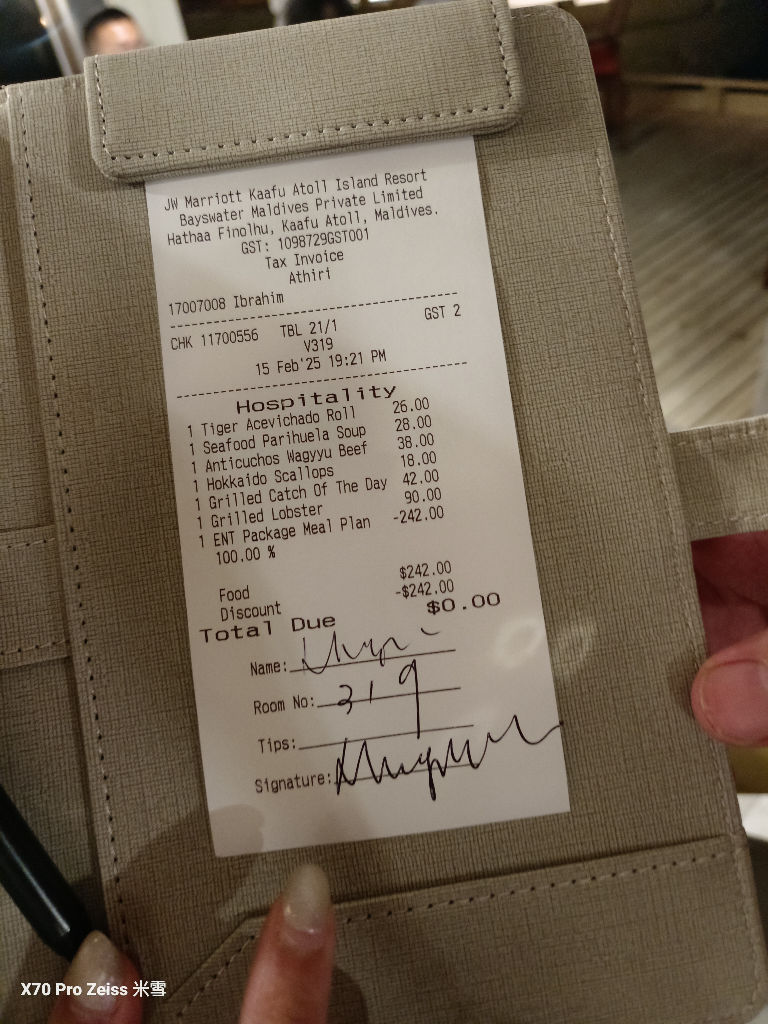 JW Marriott Kaafu Atoll Island Resort
Bayswater Maldives Private Limited
Hathaa Finolhu, Kaafu Atoll, Maldives.
GST: 1098729GST001
Tax Invoice
Athiri
17007008 Ibrahim
CHK 11700556 TBL 21/1 GST 2
V319
15 Feb'25 19:21 PM
Hospitality
1 Tiger Acevichado Roll 26.00
1 Seafood Parihuela Soup 28.00
1 Anticuchos Wagyyu Beef 38.00
1 Hokkaido Scallops 18.00
1 Grilled Catch Of The Day 42.00
1 Grilled Lobster 90.00
1 ENT Package Meal Plan -242.00
100.00 %
Food $242.00
Discount -$242.00
Total Due $0.00
Name:
Room No: 319
Tips:
Signature:
X70 Pro Zeiss 米雪